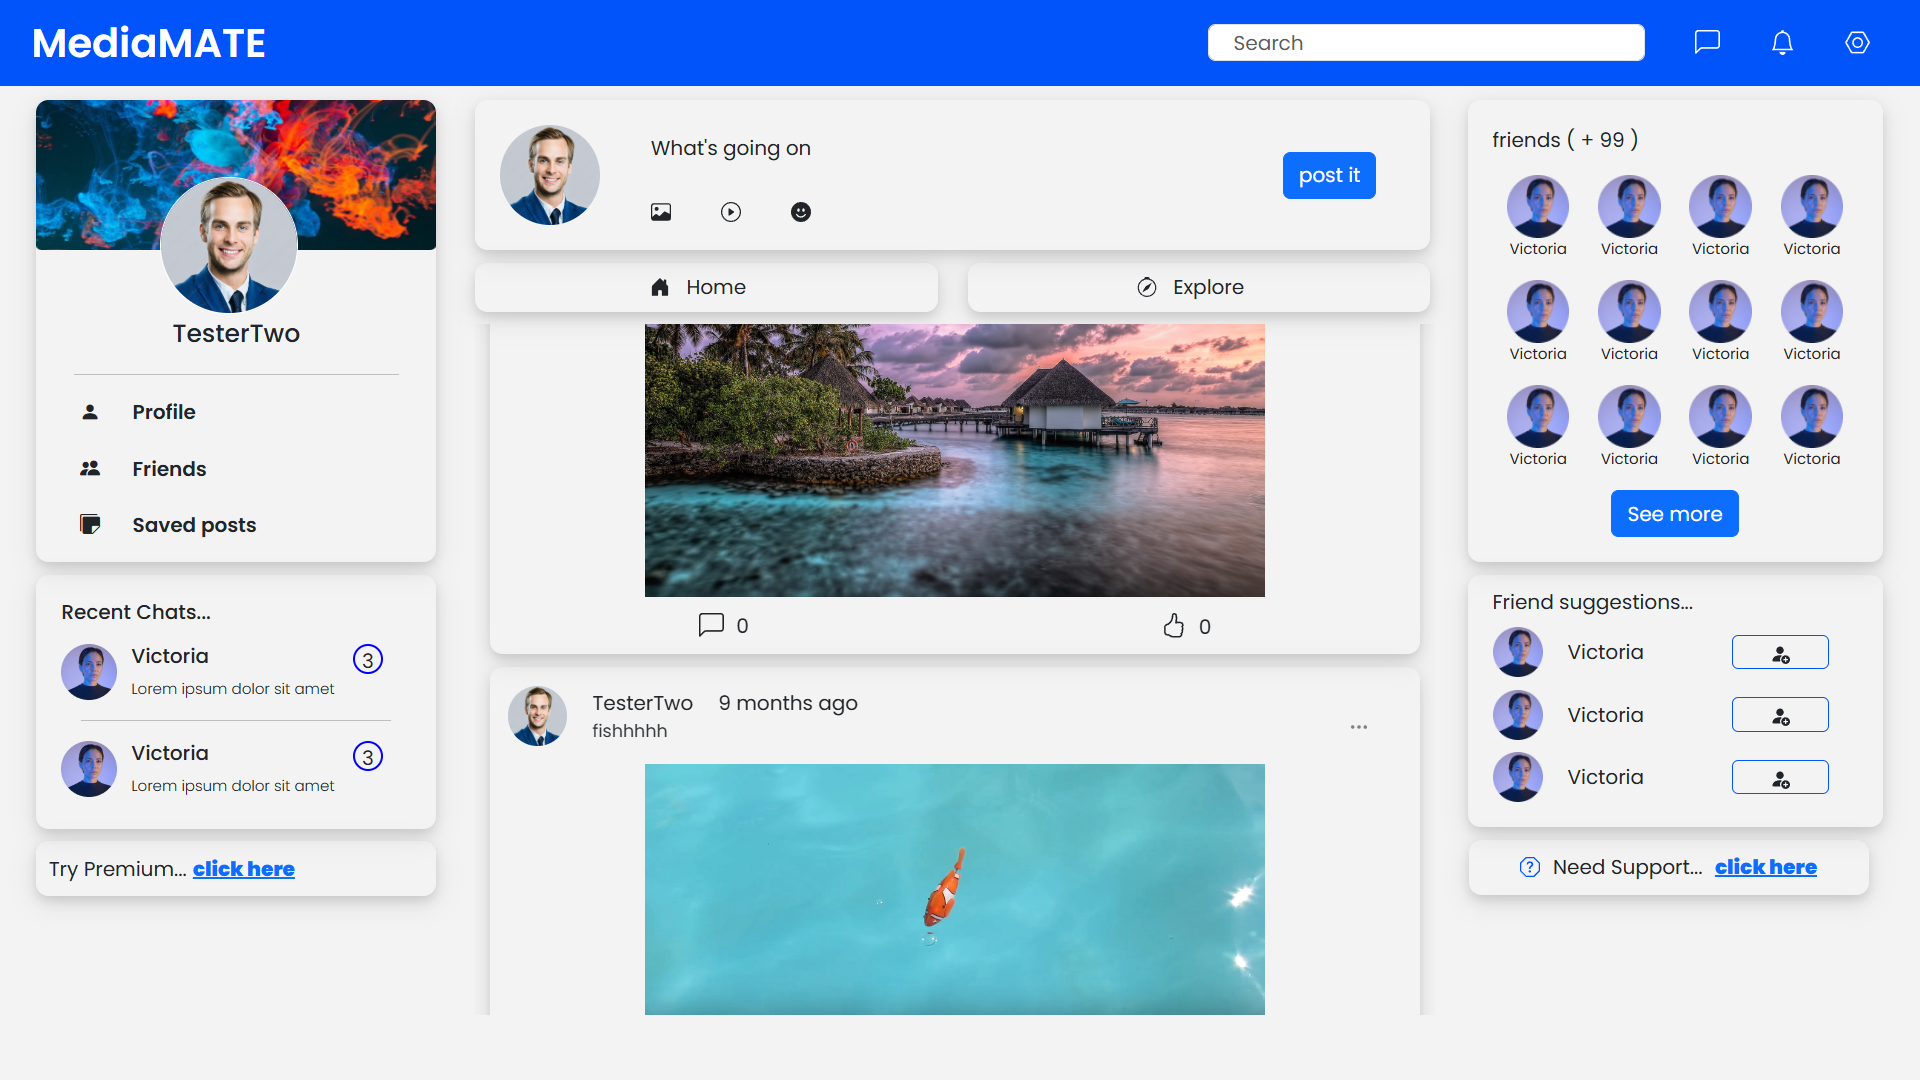 MediaMATE
Search
TesterTwo
Profile
Friends
Saved posts
Recent Chats...
Victoria
3
Lorem ipsum dolor sit amet
Victoria
3
Lorem ipsum dolor sit amet
Try Premium... click here
What's going on
post it
Home
Explore
0
0
TesterTwo 9 months ago
fishhhhh
friends ( + 99 )
Victoria Victoria Victoria Victoria
Victoria Victoria Victoria Victoria
Victoria Victoria Victoria Victoria
See more
Friend suggestions...
Victoria
Victoria
Victoria
Need Support... click here